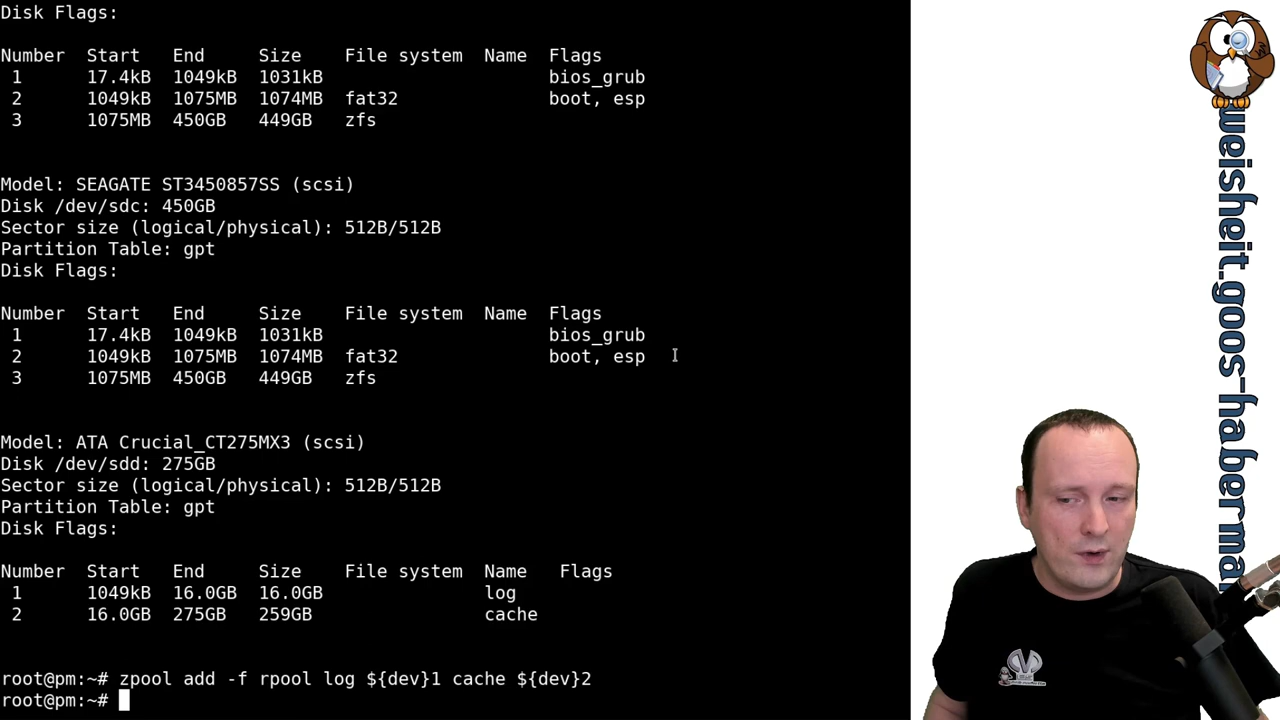 Disk Flags:
Number  Start   End     Size    File system  Name  Flags
 1      17.4kB  1049kB  1031kB                     bios_grub
 2      1049kB  1075MB  1074MB  fat32              boot, esp
 3      1075MB  450GB   449GB   zfs
Model: SEAGATE ST3450857SS (scsi)
Disk /dev/sdc: 450GB
Sector size (logical/physical): 512B/512B
Partition Table: gpt
Disk Flags:
Number  Start   End     Size    File system  Name  Flags
 1      17.4kB  1049kB  1031kB                     bios_grub
 2      1049kB  1075MB  1074MB  fat32              boot, esp
 3      1075MB  450GB   449GB   zfs
Model: ATA Crucial_CT275MX3 (scsi)
Disk /dev/sdd: 275GB
Sector size (logical/physical): 512B/512B
Partition Table: gpt
Disk Flags:
Number  Start   End     Size    File system  Name   Flags
 1      1049kB  16.0GB  16.0GB               log
 2      16.0GB  275GB   259GB                cache
root@pm:~# zpool add -f rpool log ${dev}1 cache ${dev}2
root@pm:~#
weisheit.goos-haberma